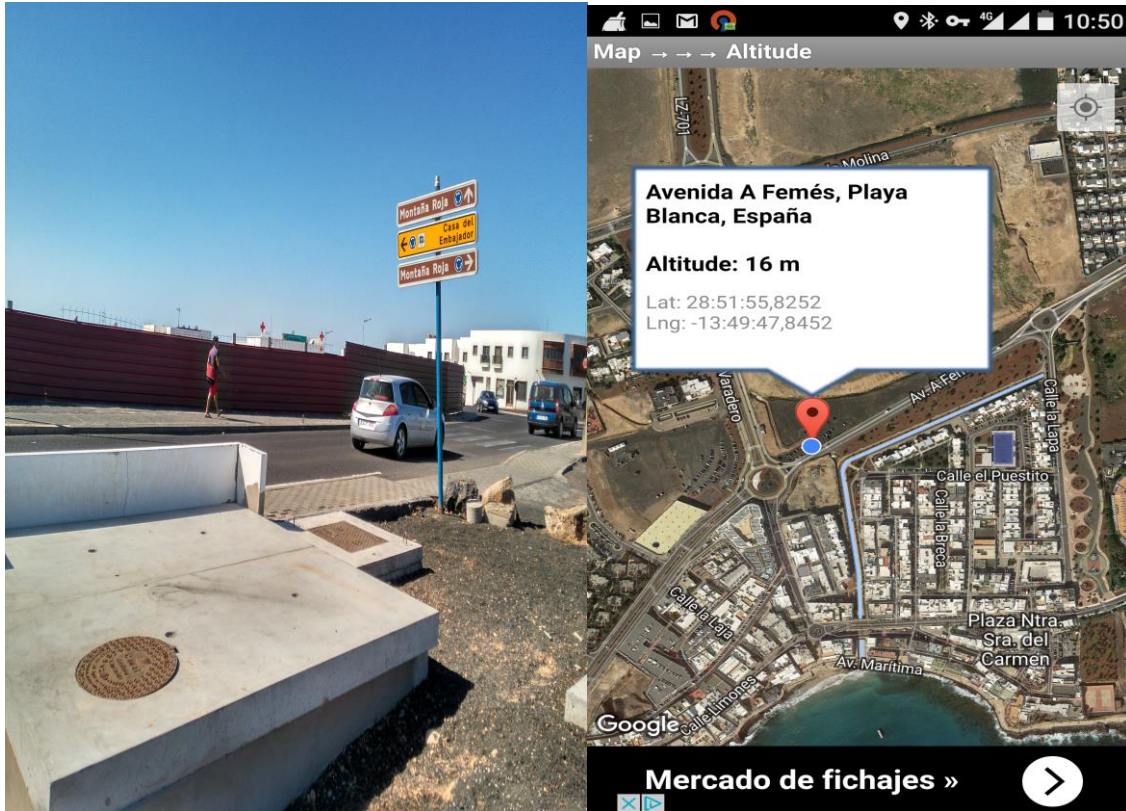 Montaña Roja
Casa del
Embajador
Montaña Roja
4G
10:50
Map → → → Altitude
LZ-701
Molina
Avenida A Femés, Playa
Blanca, España
Altitude: 16 m
Lat: 28:51:55,8252
Lng: -13:49:47,8452
Varadero
Av. A Fem
Calle la Lapa
Calle el Puestito
Calle la Breca
Calle la Laja
Plaza Ntra.
Sra. del
Carmen
Av. Marítima
Calle Limones
Google
Mercado de fichajes »